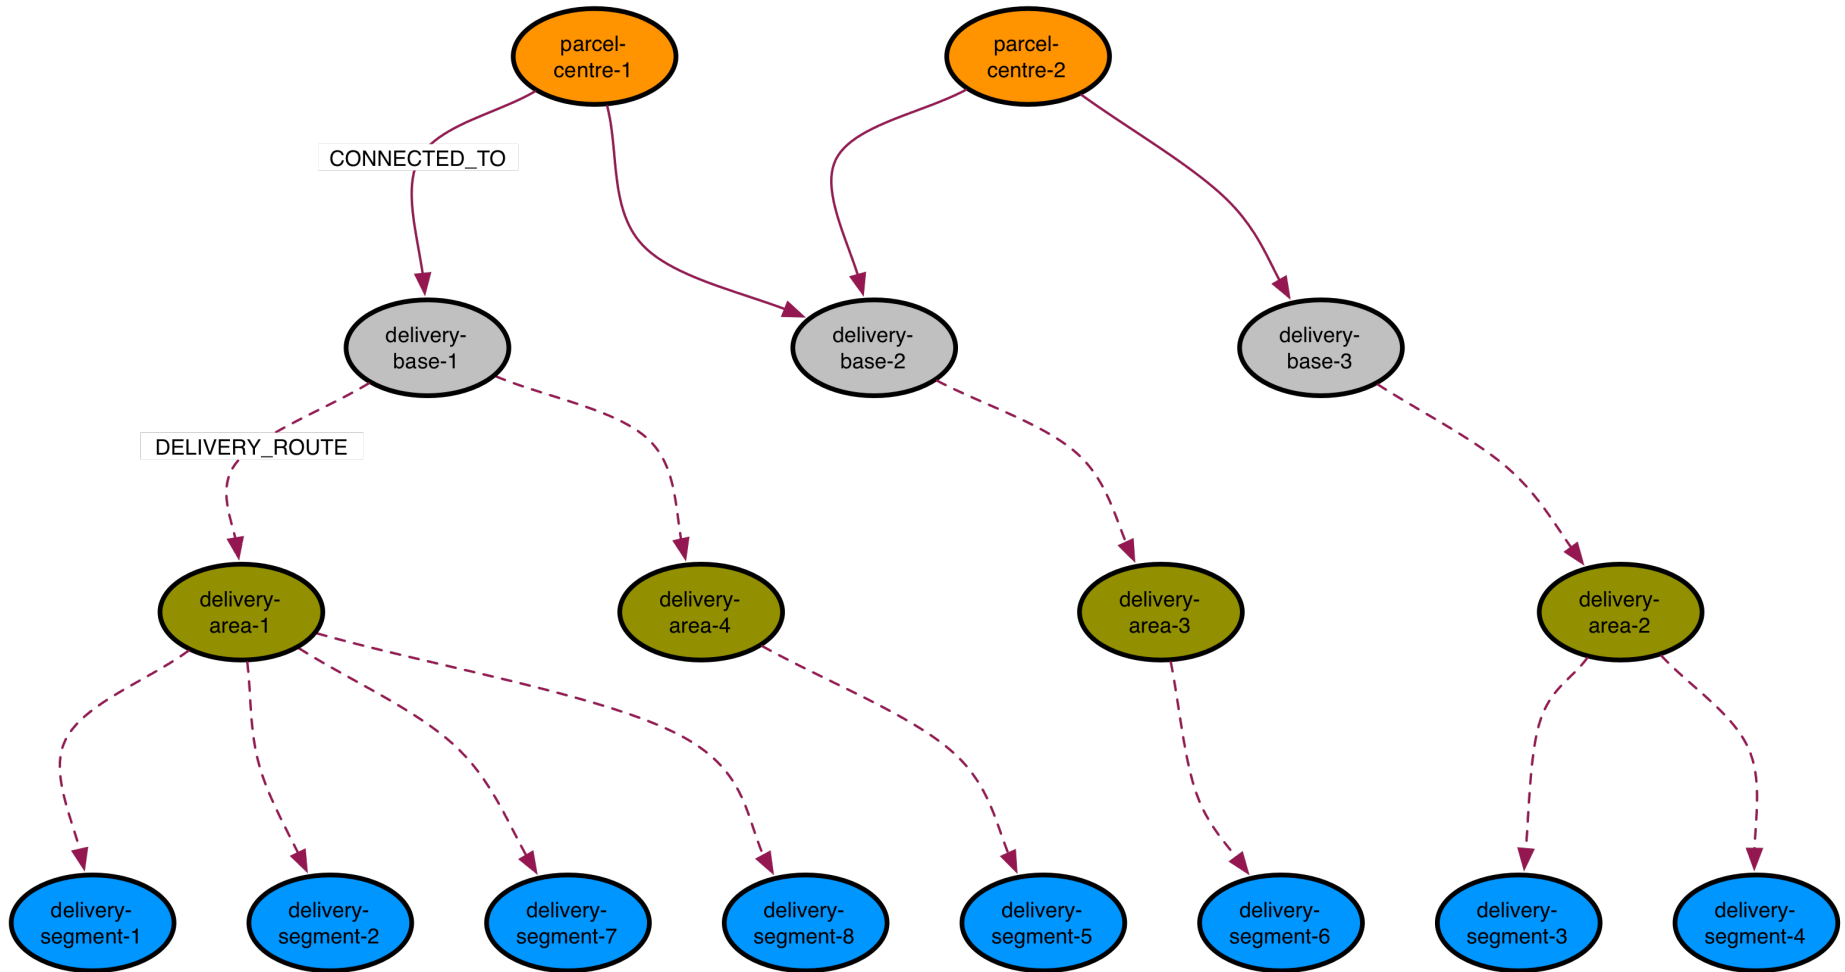 parcel-
centre-1
parcel-
centre-2
CONNECTED_TO
delivery-
base-1
delivery-
base-2
delivery-
base-3
DELIVERY_ROUTE
delivery-
area-1
delivery-
area-4
delivery-
area-3
delivery-
area-2
delivery-
segment-1
delivery-
segment-2
delivery-
segment-7
delivery-
segment-8
delivery-
segment-5
delivery-
segment-6
delivery-
segment-3
delivery-
segment-4